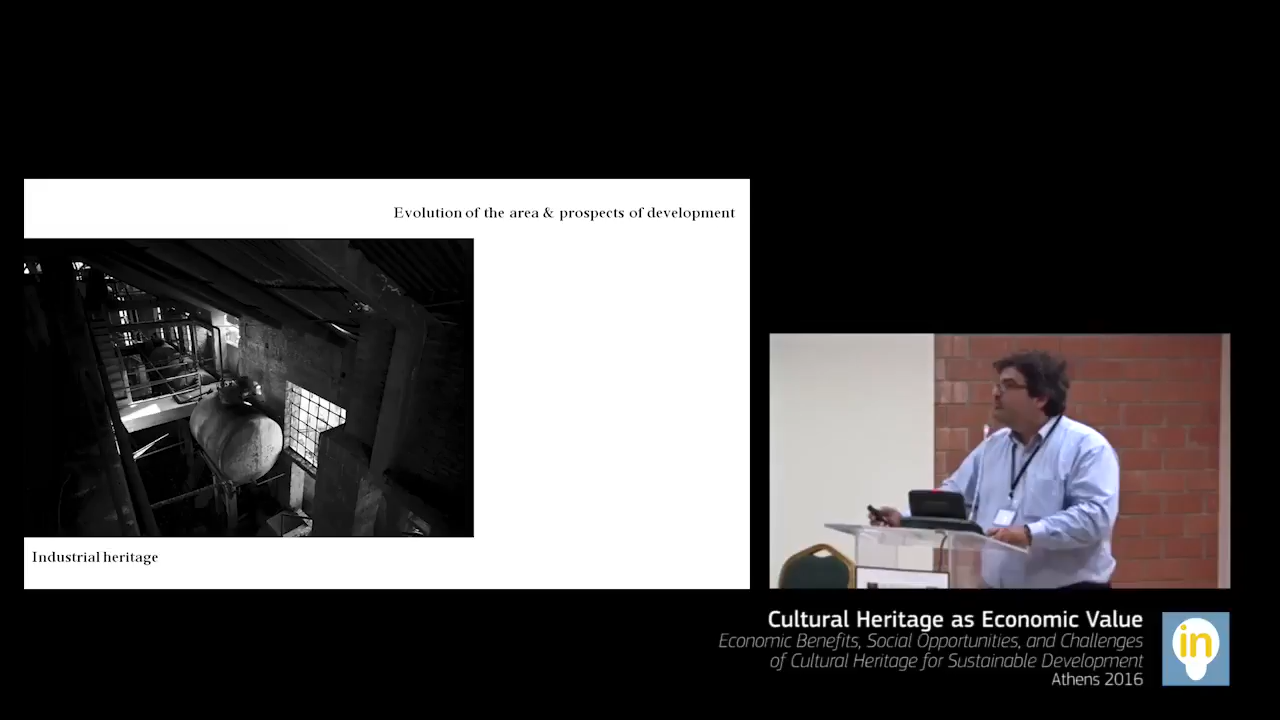 Evolution of the area & prospects of development
Industrial heritage
Cultural Heritage as Economic Value
Economic Benefits, Social Opportunities, and Challenges
of Cultural Heritage for Sustainable Development
Athens 2016
in